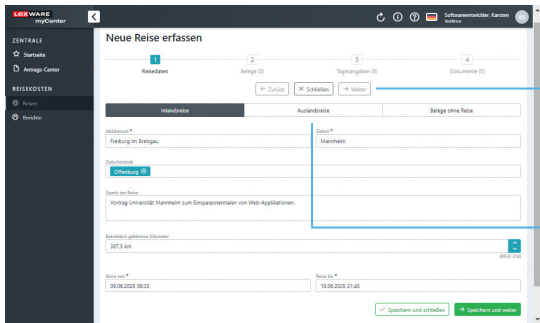 LOXWARE
myCenter
Softwareentwickler, Karsten
ZENTRALE
Startseite
Antrags-Center
REISEKOSTEN
Reisen
Berichte
Neue Reise erfassen
1 2 3 4
Reisedaten Belege (0) Tagesangaben (0) Dokumente (0)
← Zurück × Schließen → Weiter
Inlandsreise Auslandsreise Belege ohne Reise
Abfahrtsort * Zielort *
Freiburg im Breisgau Mannheim
Zwischenziele
Offenburg
Zweck der Reise
Vortrag Universität Mannheim zum Einsparpotentialen von Web-Applikationen.
Betrieblich gefahrene Kilometer
387,5 km
Reise von * Reise bis *
09.06.2025 08:35 10.06.2025 21:45
Speichern und schließen → Speichern und weiter